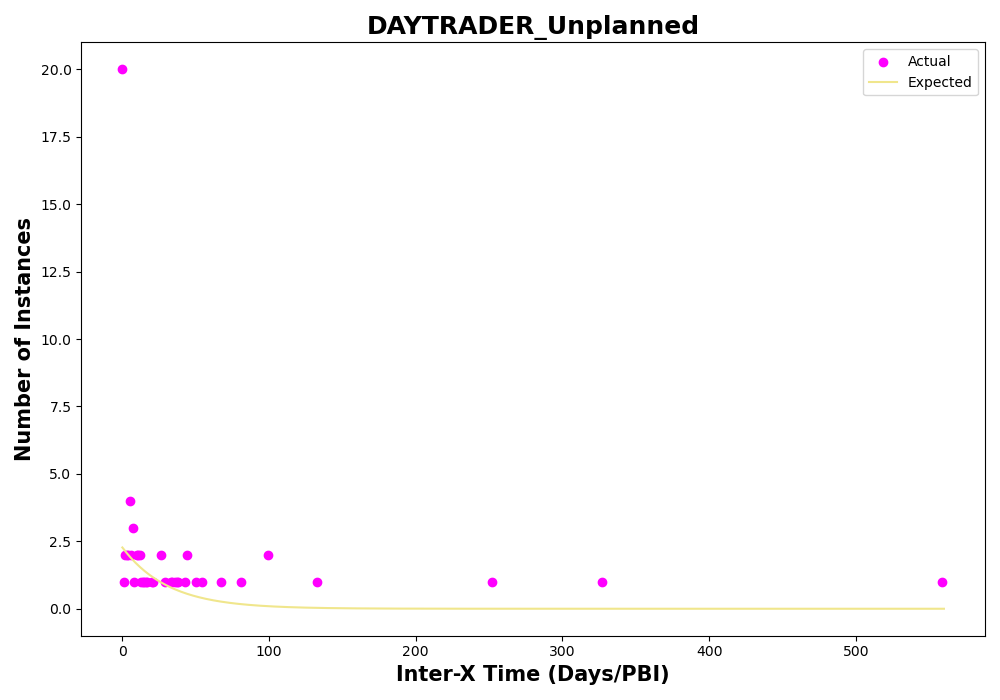 DAYTRADER_Unplanned
Actual
Expected
20.0
17.5
15.0
12.5
10.0
7.5
5.0
2.5
0.0
Number of Instances
0 100 200 300 400 500
Inter-X Time (Days/PBI)